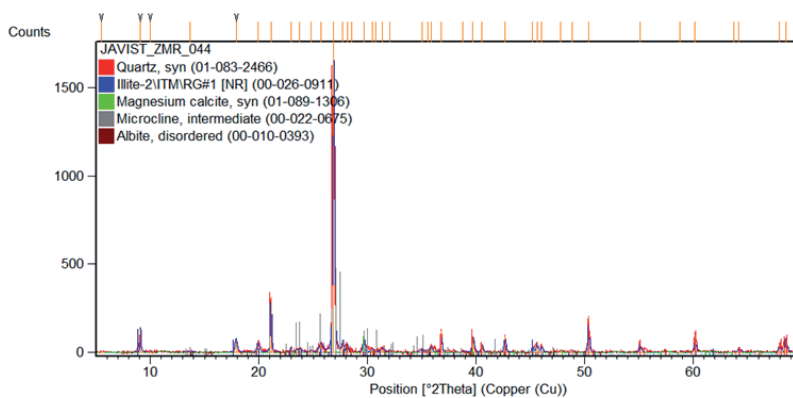 Counts
JAVIST_ZMR_044
Quartz, syn (01-083-2466)
Illite-2\ITM\RG#1 [NR] (00-026-0911)
Magnesium calcite, syn (01-089-1306)
Microcline, intermediate (00-022-0675)
Albite, disordered (00-010-0393)
1500
1000
500
0
10 20 30 40 50 60
Position [°2Theta] (Copper (Cu))